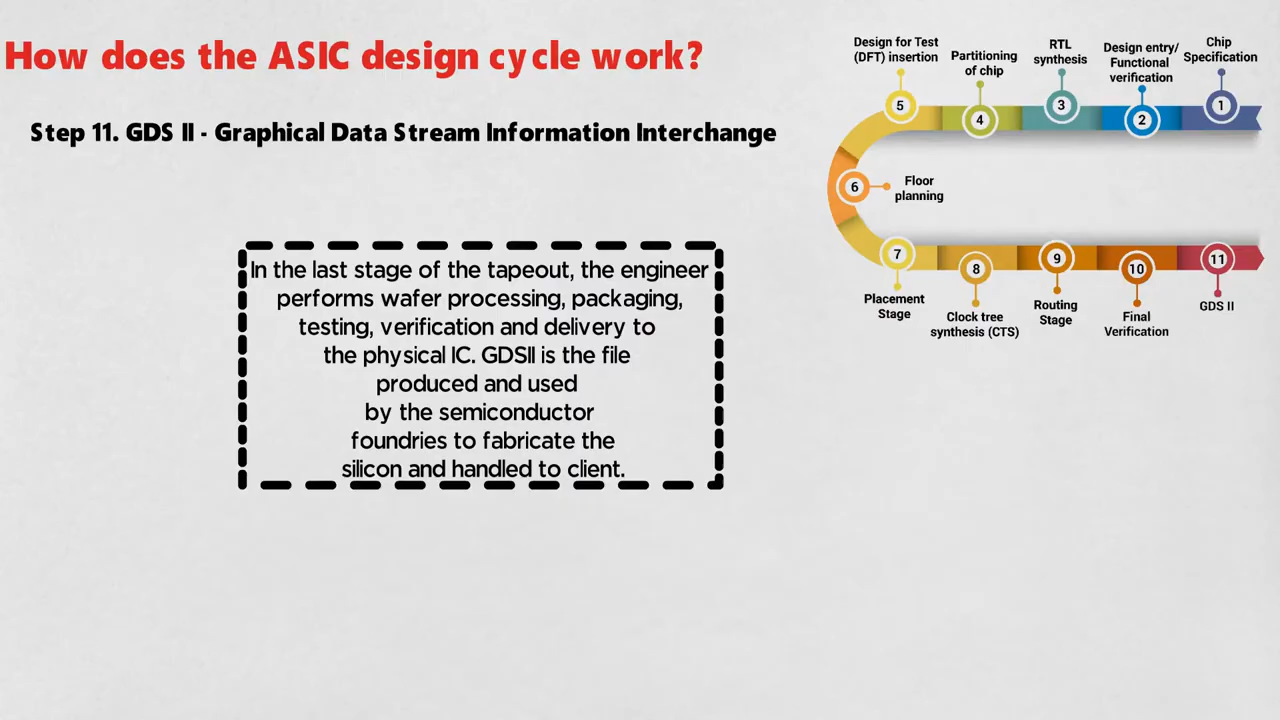 How does the ASIC design cycle work?
Step 11. GDS II - Graphical Data Stream Information Interchange
In the last stage of the tapeout, the engineer
performs wafer processing, packaging,
testing, verification and delivery to
the physical IC. GDSII is the file
produced and used
by the semiconductor
foundries to fabricate the
silicon and handled to client.
Design for Test
(DFT) insertion
Partitioning
of chip
RTL
synthesis
Design entry/
Functional
verification
Chip
Specification
5
4
3
2
1
6
Floor
planning
7
8
9
10
11
Placement
Stage
Clock tree
synthesis (CTS)
Routing
Stage
Final
Verification
GDS II